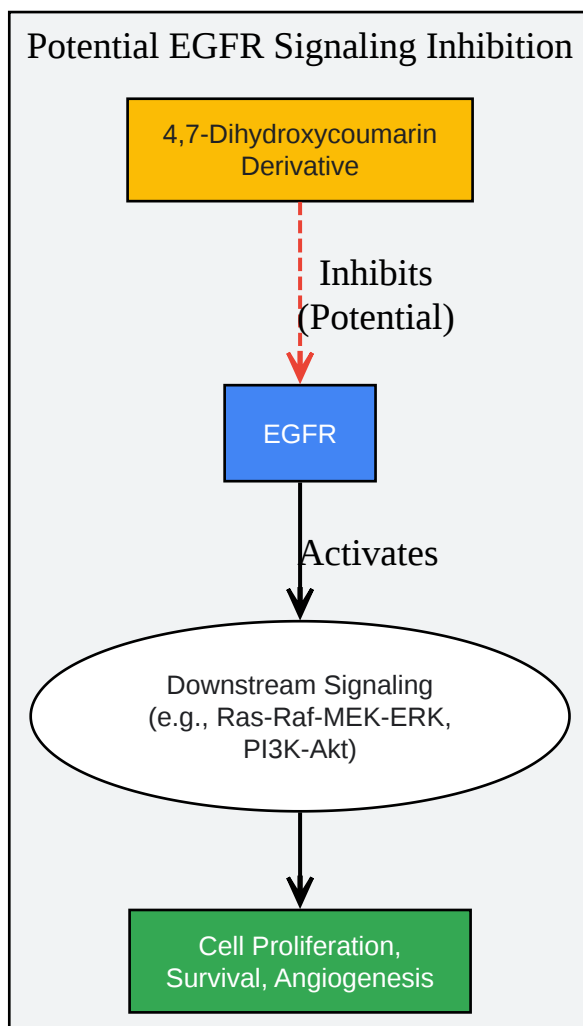 Potential EGFR Signaling Inhibition
4,7-Dihydroxycoumarin
Derivative
Inhibits
(Potential)
EGFR
Activates
Downstream Signaling
(e.g., Ras-Raf-MEK-ERK,
PI3K-Akt)
Cell Proliferation,
Survival, Angiogenesis